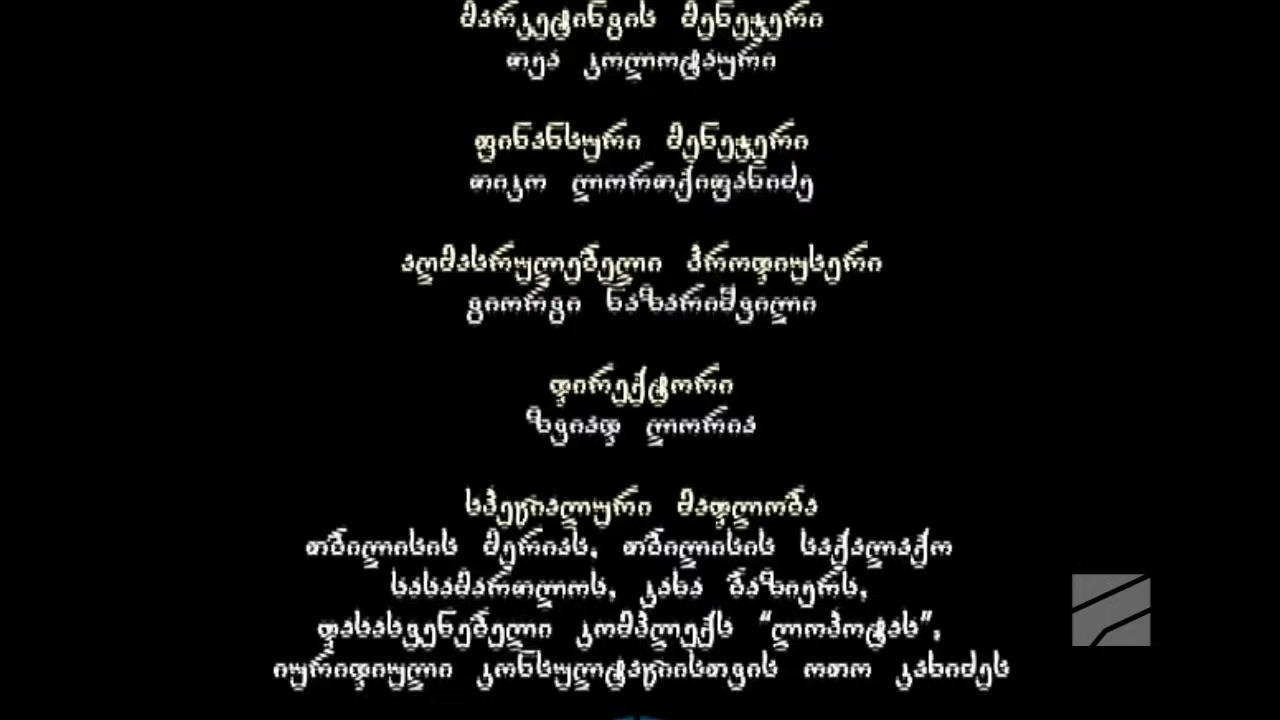 მარკეტინგის მენეჯერი
თეა კოლოტაური
ფინანსური მენეჯერი
თიკო ლორთქიფანიძე
აღმასრულებელი პროდიუსერი
გიორგი ნაზარიშვილი
დირექტორი
ზვიად ლორია
სპეციალური მადლობა
თბილისის მერიას, თბილისის საქალაქო
სასამართლოს, კახა ბაზიერს,
დასასვენებელი კომპლექს “ლოპოტას”,
იურიდიული კონსულტაციისთვის ოთო კახიძეს